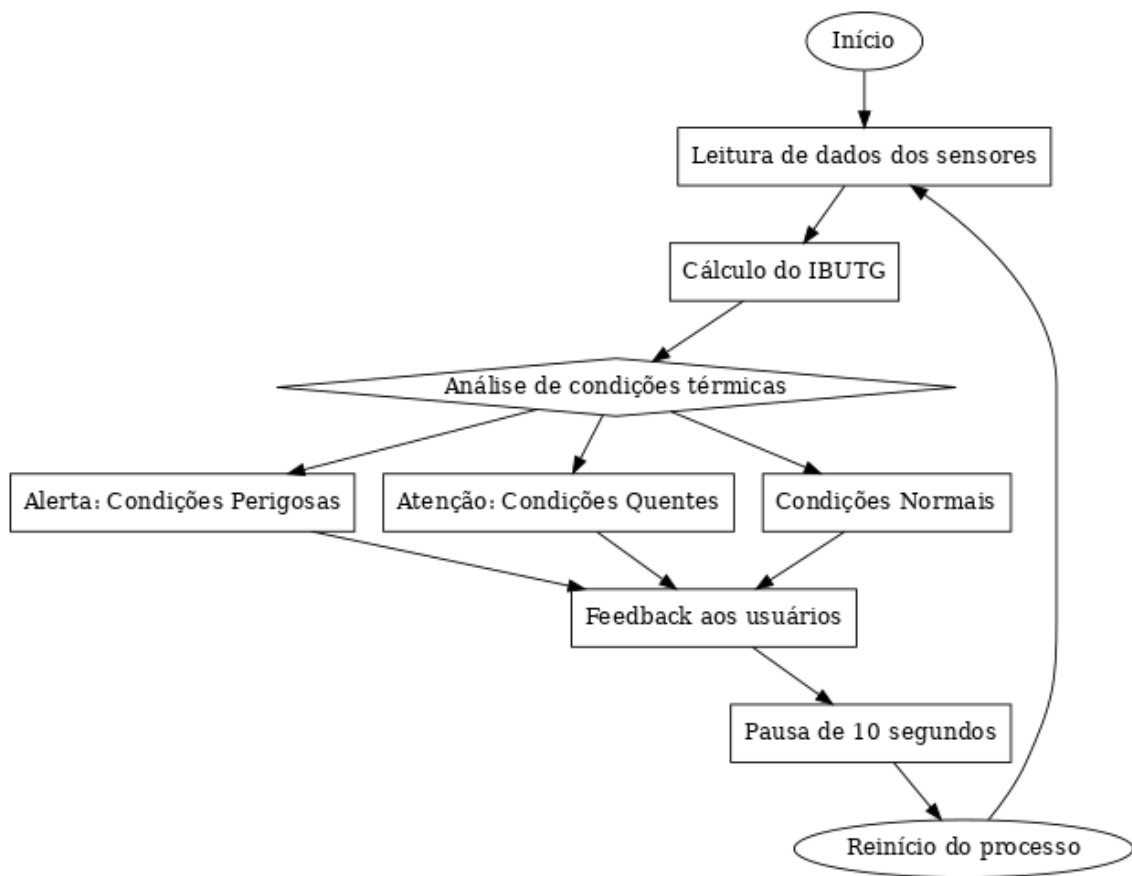 Início
Leitura de dados dos sensores
Cálculo do IBUTG
Análise de condições térmicas
Alerta: Condições Perigosas
Atenção: Condições Quentes
Condições Normais
Feedback aos usuários
Pausa de 10 segundos
Reinício do processo